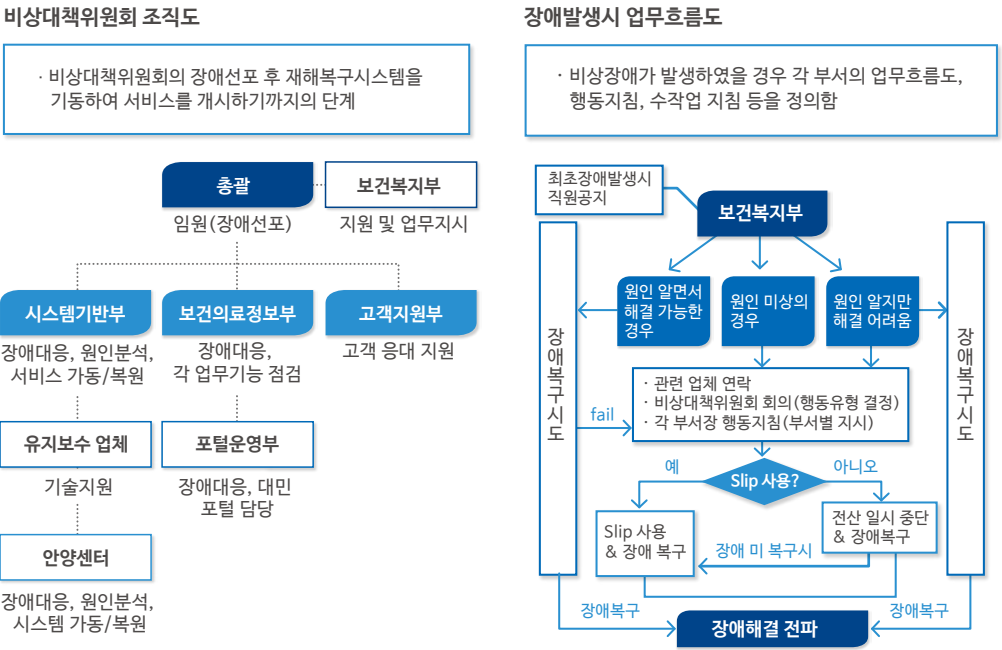 비상대책위원회 조직도
· 비상대책위원회의 장애선포 후 재해복구시스템을
기동하여 서비스를 개시하기까지의 단계
총괄
보건복지부
임원(장애선포)
지원 및 업무지시
시스템기반부
보건의료정보부
고객지원부
장애대응, 원인분석,
서비스 가동/복원
장애대응,
각 업무기능 점검
고객 응대 지원
유지보수 업체
포털운영부
기술지원
장애대응, 대민
포털 담당
안양센터
장애대응, 원인분석,
시스템 가동/복원
장애발생시 업무흐름도
· 비상장애가 발생하였을 경우 각 부서의 업무흐름도,
행동지침, 수작업 지침 등을 정의함
최초장애발생시
직원공지
보건복지부
원인 알면서
해결 가능한
경우
원인 미상의
경우
원인 알지만
해결 어려움
장애복구시도
장애복구시도
fail
· 관련 업체 연락
· 비상대책위원회 회의(행동유형 결정)
· 각 부서장 행동지침(부서별 지시)
예
Slip 사용?
아니오
Slip 사용
& 장애 복구
장애 미 복구시
전산 일시 중단
& 장애복구
장애복구
장애해결 전파
장애복구